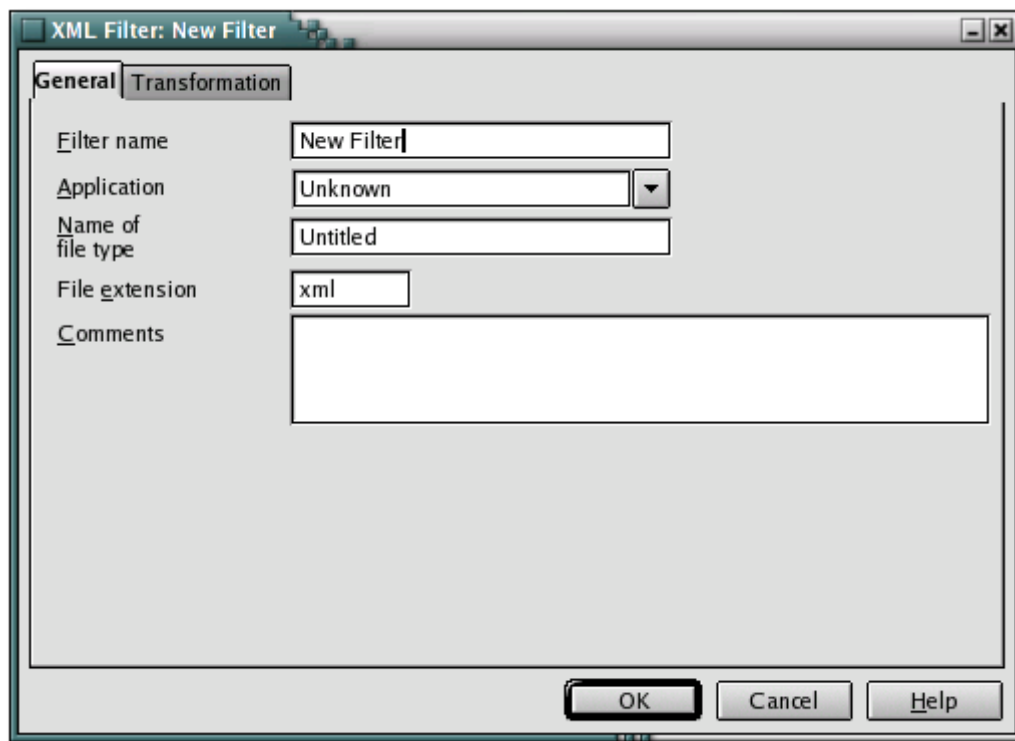 XML Filter: New Filter
General Transformation
Filter name New Filter
Application Unknown
Name of
file type Untitled
File extension xml
Comments
OK Cancel Help